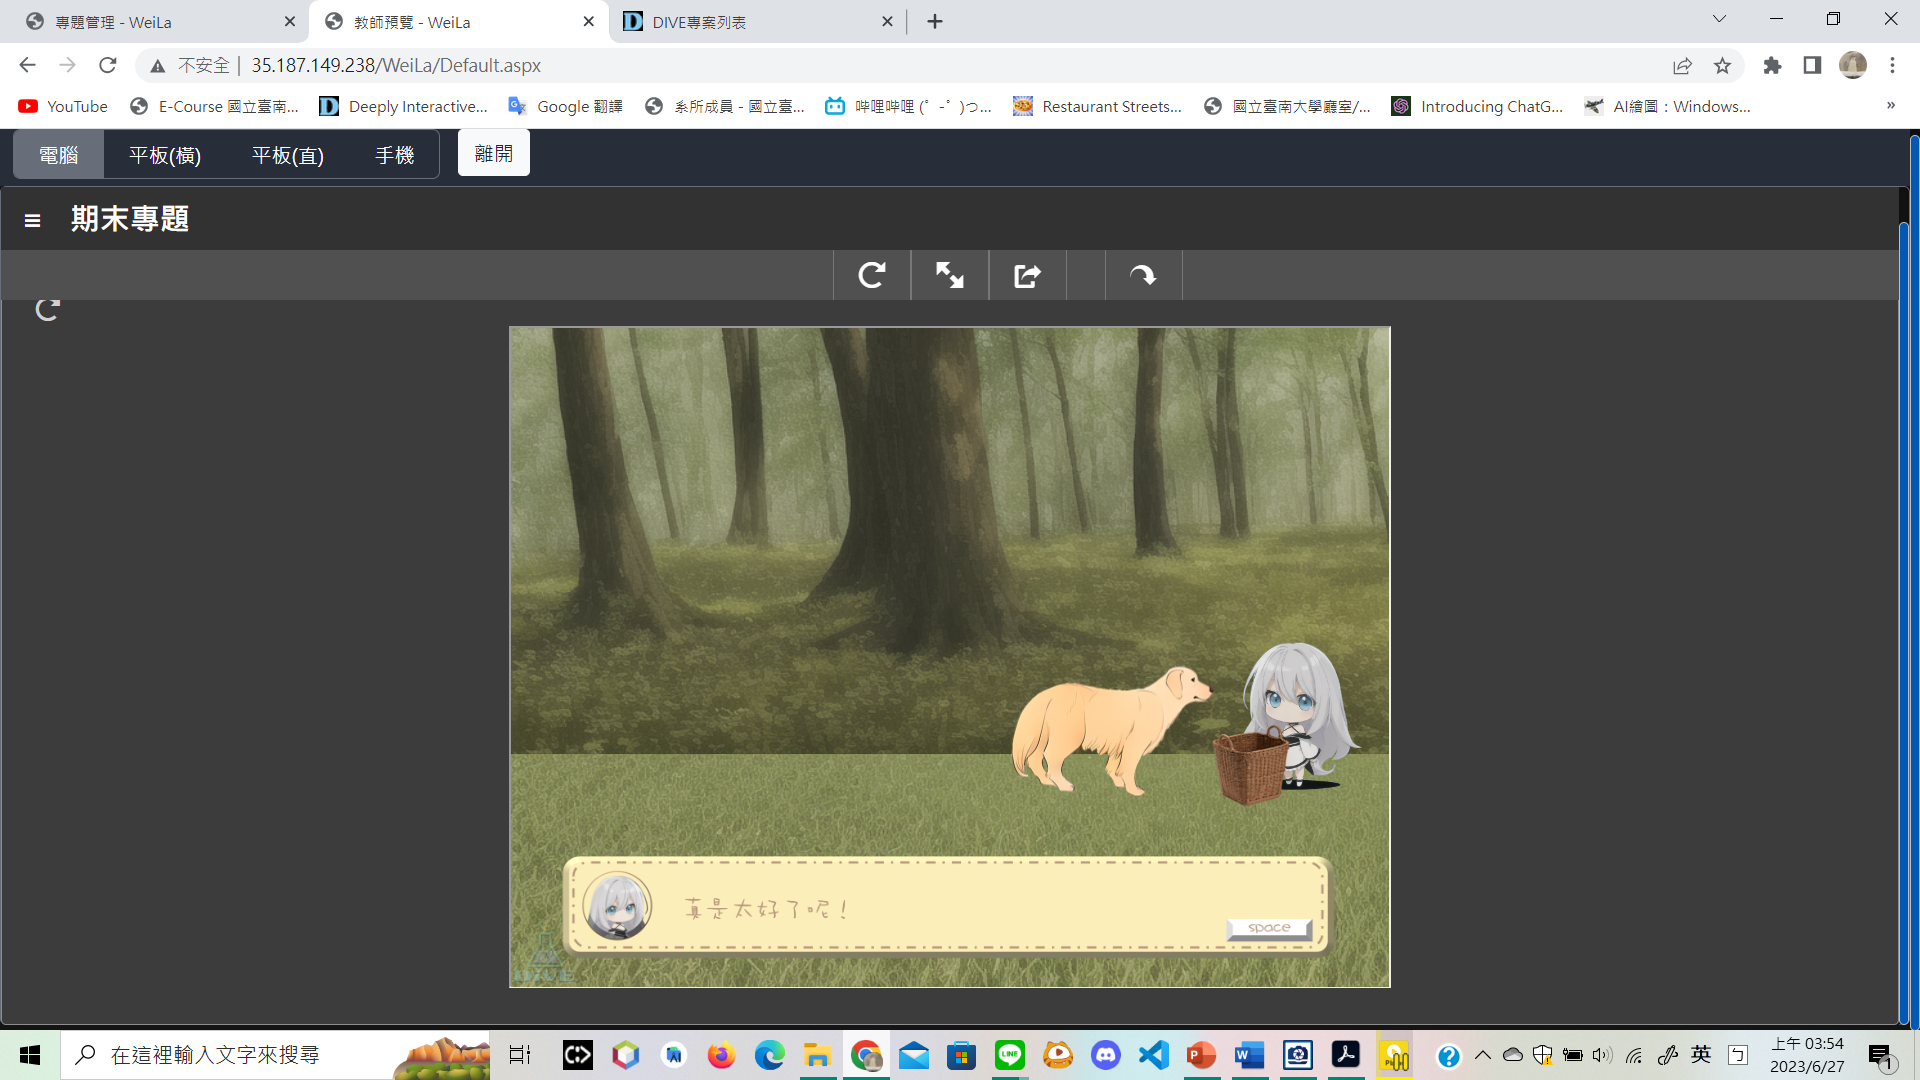 專題管理 - WeiLa
教師預覽 - WeiLa
DIVE專案列表
不安全 | 35.187.149.238/WeiLa/Default.aspx
YouTube
E-Course 國立臺南...
Deeply Interactive...
Google 翻譯
系所成員 - 國立臺...
哔哩哔哩 (゜-゜)つ...
Restaurant Streets...
國立臺南大學廳室/...
Introducing ChatG...
AI繪圖：Windows...
»
電腦
平板(橫)
平板(直)
手機
離開
期末專題
真是太好了呢！
space
DIVE
在這裡輸入文字來搜尋
英
ㄅ
上午 03:54
2023/6/27
1